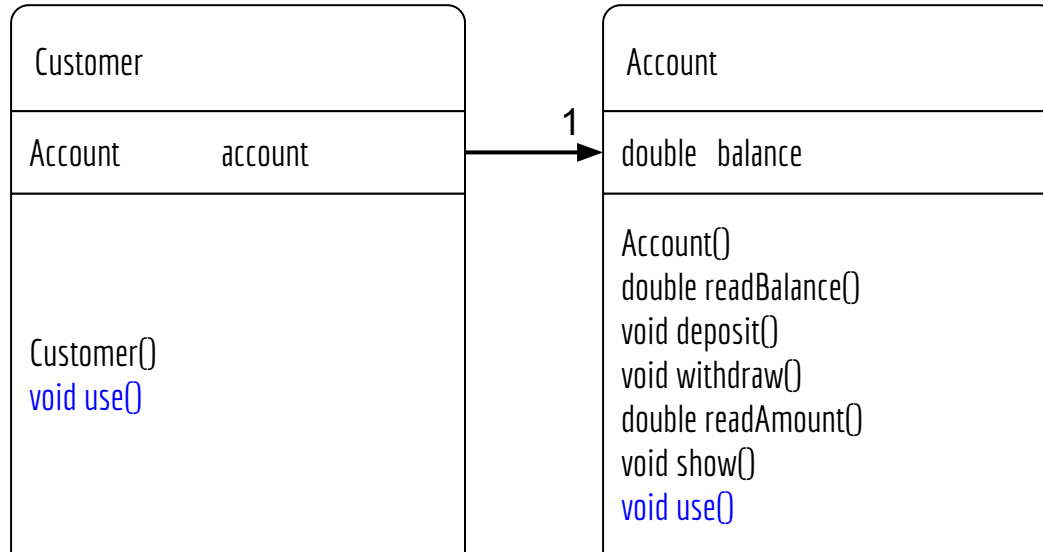 Customer
Account account
Customer()
void use()
1
Account
double balance
Account()
double readBalance()
void deposit()
void withdraw()
double readAmount()
void show()
void use()